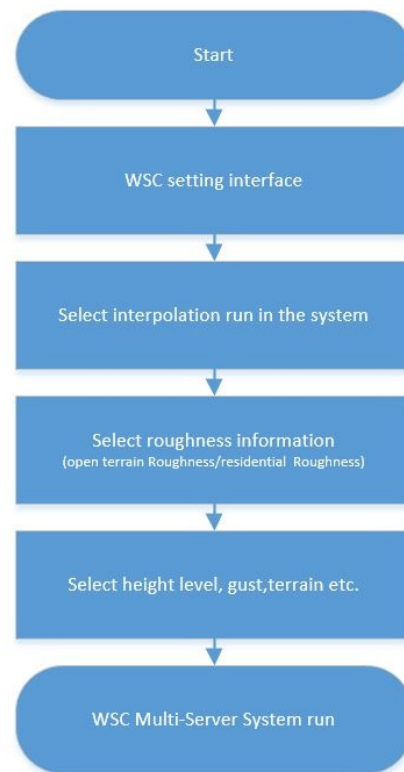 Start
WSC setting interface
Select interpolation run in the system
Select roughness information
(open terrain Roughness/residential Roughness)
Select height level, gust,terrain etc.
WSC Multi-Server System run